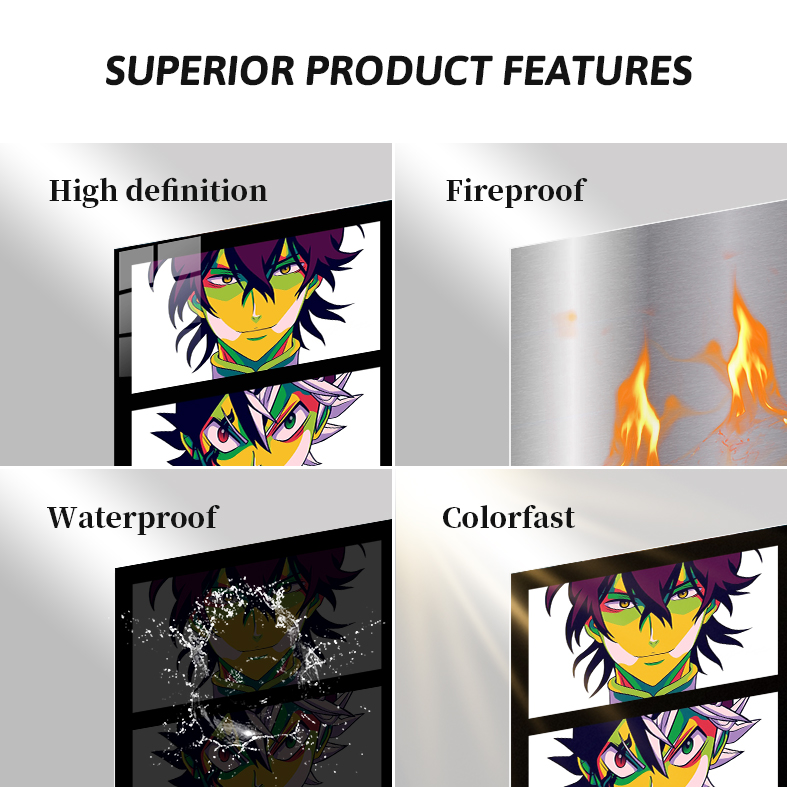 SUPERIOR PRODUCT FEATURES
High definition
Fireproof
Waterproof
Colorfast